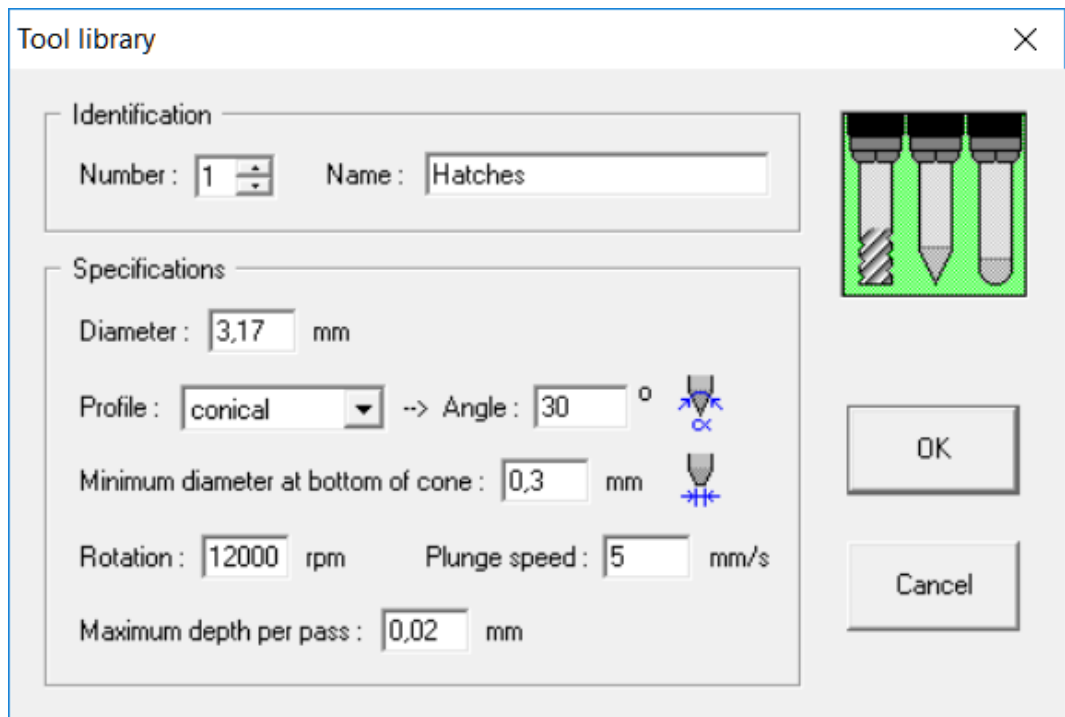 Tool library
Identification
Number : 1 Name : Hatches
Specifications
Diameter : 3,17 mm
Profile : conical --> Angle : 30 º
α
Minimum diameter at bottom of cone : 0,3 mm
Rotation : 12000 rpm Plunge speed : 5 mm/s
Maximum depth per pass : 0,02 mm
OK
Cancel